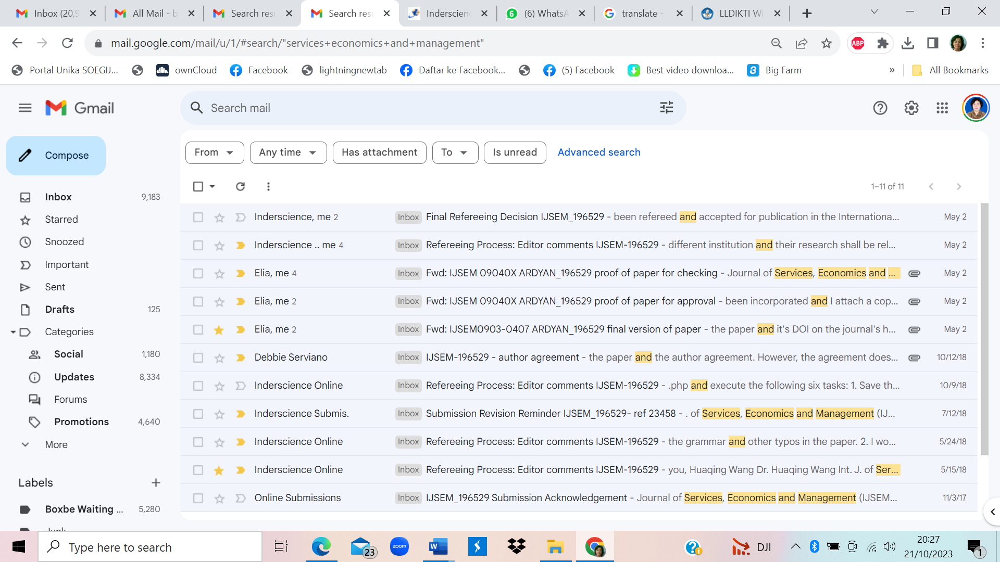 Inbox (20,9
All Mail - b
Search res
Search res
Inderscien
(6) WhatsA
translate -
LLDIKTI Wi
mail.google.com/mail/u/1/#search/"services+economics+and+management"
ABP
Portal Unika SOEGIJ...
ownCloud
Facebook
lightningnewtab
Daftar ke Facebook...
(5) Facebook
Best video downloa...
Big Farm
»
All Bookmarks
Gmail
Search mail
Compose
From
Any time
Has attachment
To
Is unread
Advanced search
1–11 of 11
Inbox 9,183
Starred
Snoozed
Important
Sent
Drafts 125
Categories
Social 1,180
Updates 8,334
Forums
Promotions 4,640
More
Labels
Boxbe Waiting ... 5,280
Junk
Inderscience, me 2 Inbox Final Refereeing Decision IJSEM_196529 - been refereed and accepted for publication in the Internationa... May 2
Inderscience .. me 4 Inbox Refereeing Process: Editor comments IJSEM-196529 - different institution and their research shall be rel... May 2
Elia, me 4 Inbox Fwd: IJSEM 09040X ARDYAN_196529 proof of paper for checking - Journal of Services, Economics and ... May 2
Elia, me 2 Inbox Fwd: IJSEM 09040X ARDYAN_196529 proof of paper for approval - been incorporated and I attach a cop... May 2
Elia, me 2 Inbox Fwd: IJSEM0903-0407 ARDYAN_196529 final version of paper - the paper and it's DOI on the journal's h... May 2
Debbie Serviano Inbox IJSEM-196529 - author agreement - the paper and the author agreement. However, the agreement does... 10/12/18
Inderscience Online Inbox Refereeing Process: Editor comments IJSEM-196529 - .php and execute the following six tasks: 1. Save th... 10/9/18
Inderscience Submis. Inbox Submission Revision Reminder IJSEM_196529- ref 23458 - . of Services, Economics and Management (IJ... 7/12/18
Inderscience Online Inbox Refereeing Process: Editor comments IJSEM-196529 - the grammar and other typos in the paper. 2. I wo... 5/24/18
Inderscience Online Inbox Refereeing Process: Editor comments IJSEM-196529 - you, Huaqing Wang Dr. Huaqing Wang Int. J. of Ser... 5/15/18
Online Submissions Inbox IJSEM_196529 Submission Acknowledgement - Journal of Services, Economics and Management (IJSEM... 11/3/17
Type here to search
23
zoom
W
DJI
20:27
21/10/2023
1